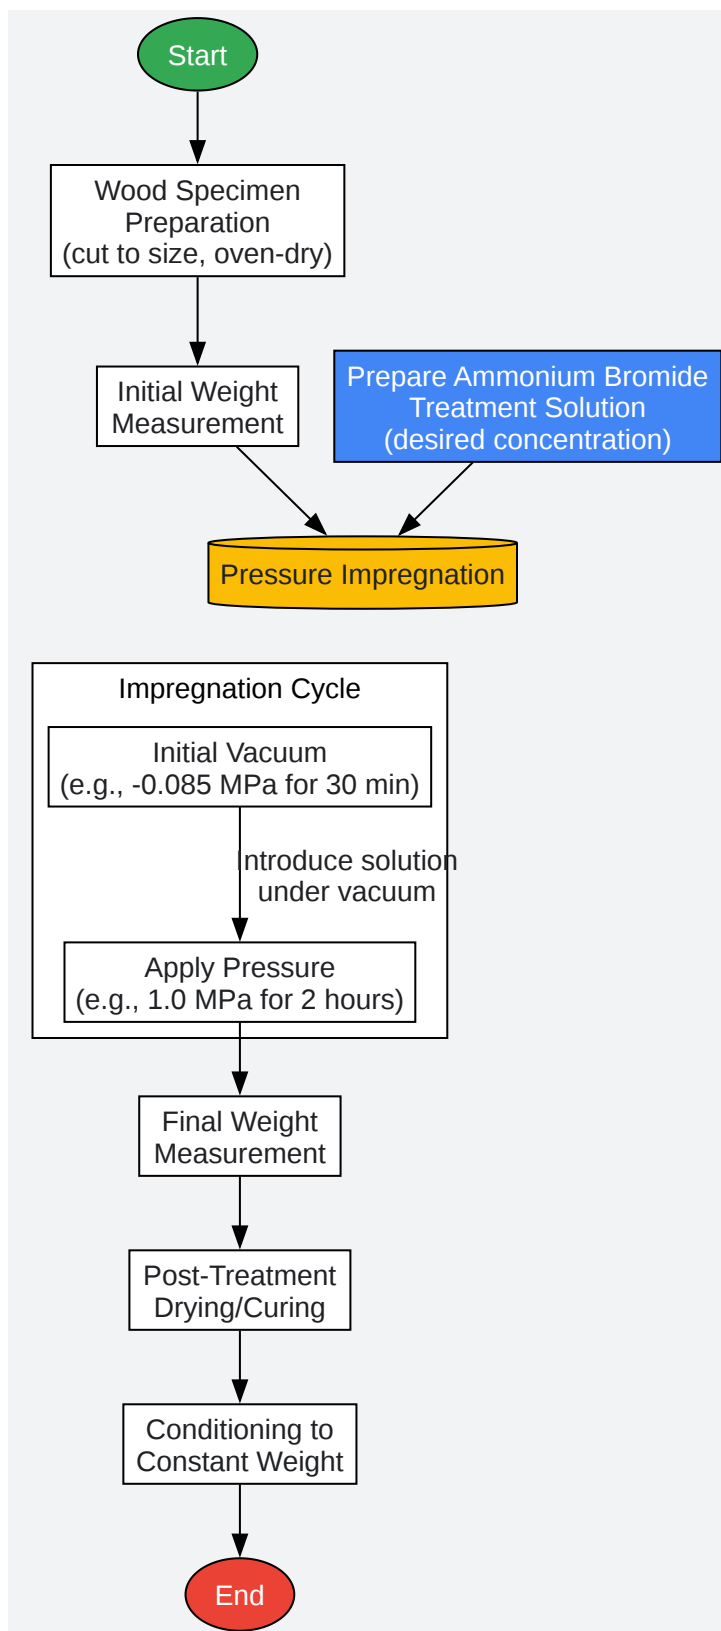 Start
Wood Specimen
Preparation
(cut to size, oven-dry)
Initial Weight
Measurement
Prepare Ammonium Bromide
Treatment Solution
(desired concentration)
Pressure Impregnation
Impregnation Cycle
Initial Vacuum
(e.g., -0.085 MPa for 30 min)
Introduce solution
under vacuum
Apply Pressure
(e.g., 1.0 MPa for 2 hours)
Final Weight
Measurement
Post-Treatment
Drying/Curing
Conditioning to
Constant Weight
End